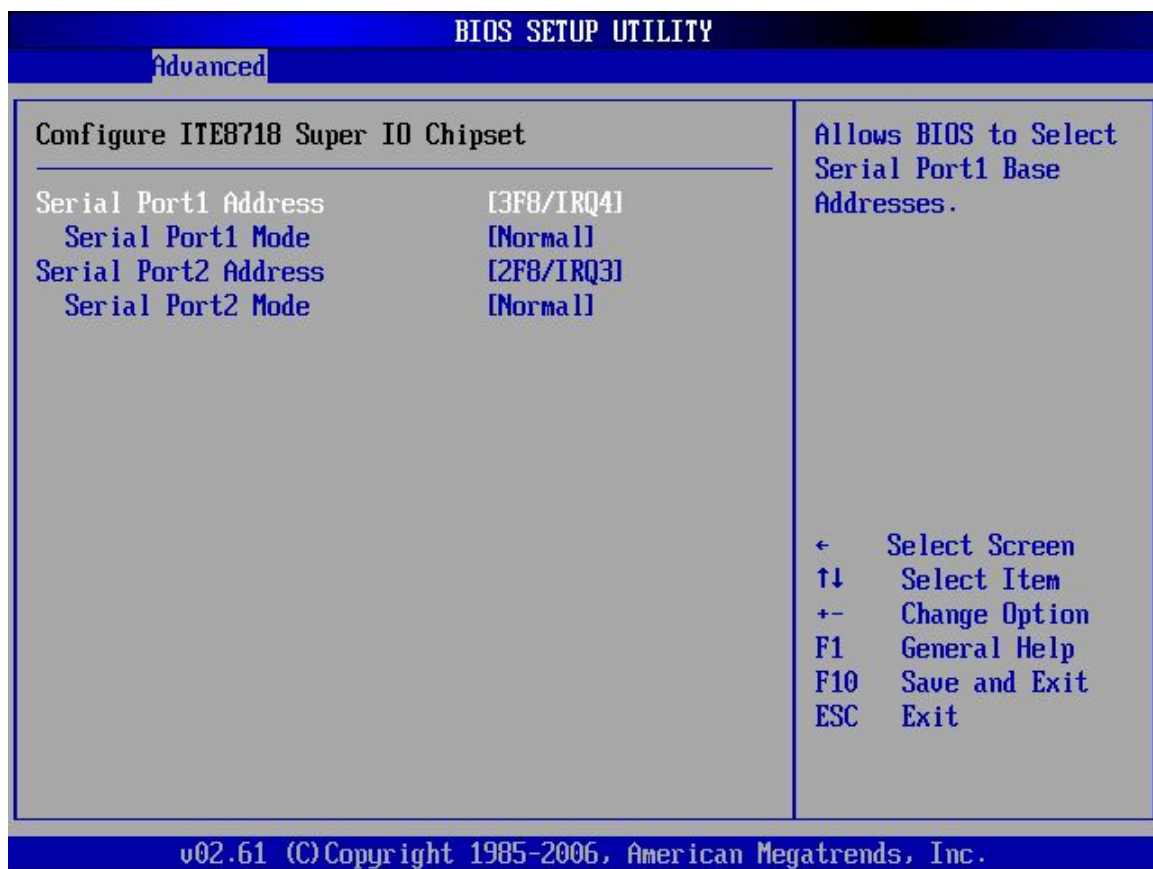 BIOS SETUP UTILITY
Advanced
Configure ITE8718 Super IO Chipset
Serial Port1 Address [3F8/IRQ4]
Serial Port1 Mode [Normal]
Serial Port2 Address [2F8/IRQ3]
Serial Port2 Mode [Normal]
Allows BIOS to Select
Serial Port1 Base
Addresses.
← Select Screen
↑↓ Select Item
+- Change Option
F1 General Help
F10 Save and Exit
ESC Exit
v02.61 (C)Copyright 1985-2006, American Megatrends, Inc.